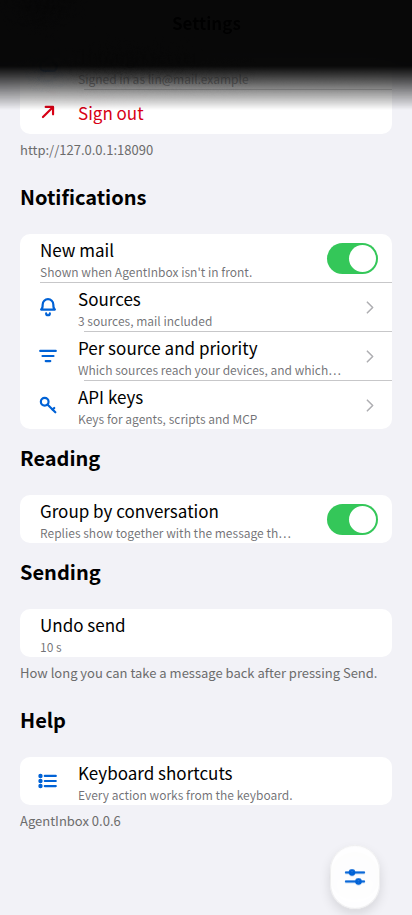 Settings
Signed in as lin@mail.example
Sign out
http://127.0.0.1:18090
Notifications
New mail
Shown when AgentInbox isn't in front.
Sources
3 sources, mail included
Per source and priority
Which sources reach your devices, and which…
API keys
Keys for agents, scripts and MCP
Reading
Group by conversation
Replies show together with the message th…
Sending
Undo send
10 s
How long you can take a message back after pressing Send.
Help
Keyboard shortcuts
Every action works from the keyboard.
AgentInbox 0.0.6